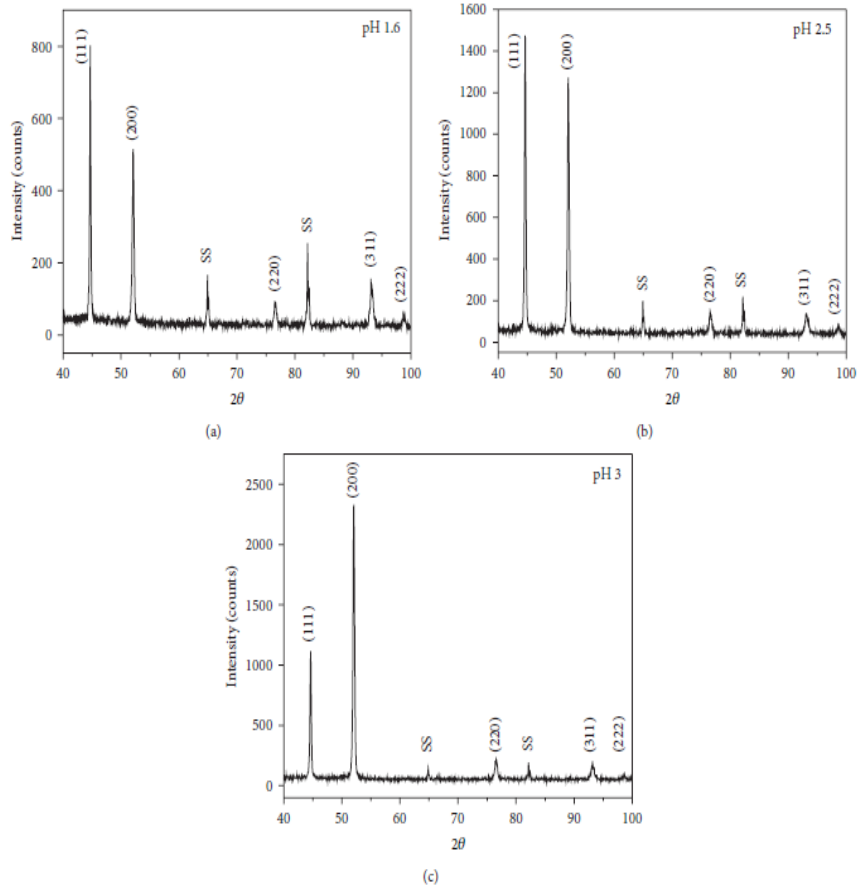 pH 1.6
(111)
(200)
SS
(220)
SS
(311)
(222)
800
600
400
200
0
Intensity (counts)
40 50 60 70 80 90 100
2θ
(a)
pH 2.5
(111)
(200)
SS
(220)
SS
(311)
(222)
1600
1400
1200
1000
800
600
400
200
0
Intensity (counts)
40 50 60 70 80 90 100
2θ
(b)
pH 3
(111)
(200)
SS
(220)
SS
(311)
(222)
2500
2000
1500
1000
500
0
Intensity (counts)
40 50 60 70 80 90 100
2θ
(c)